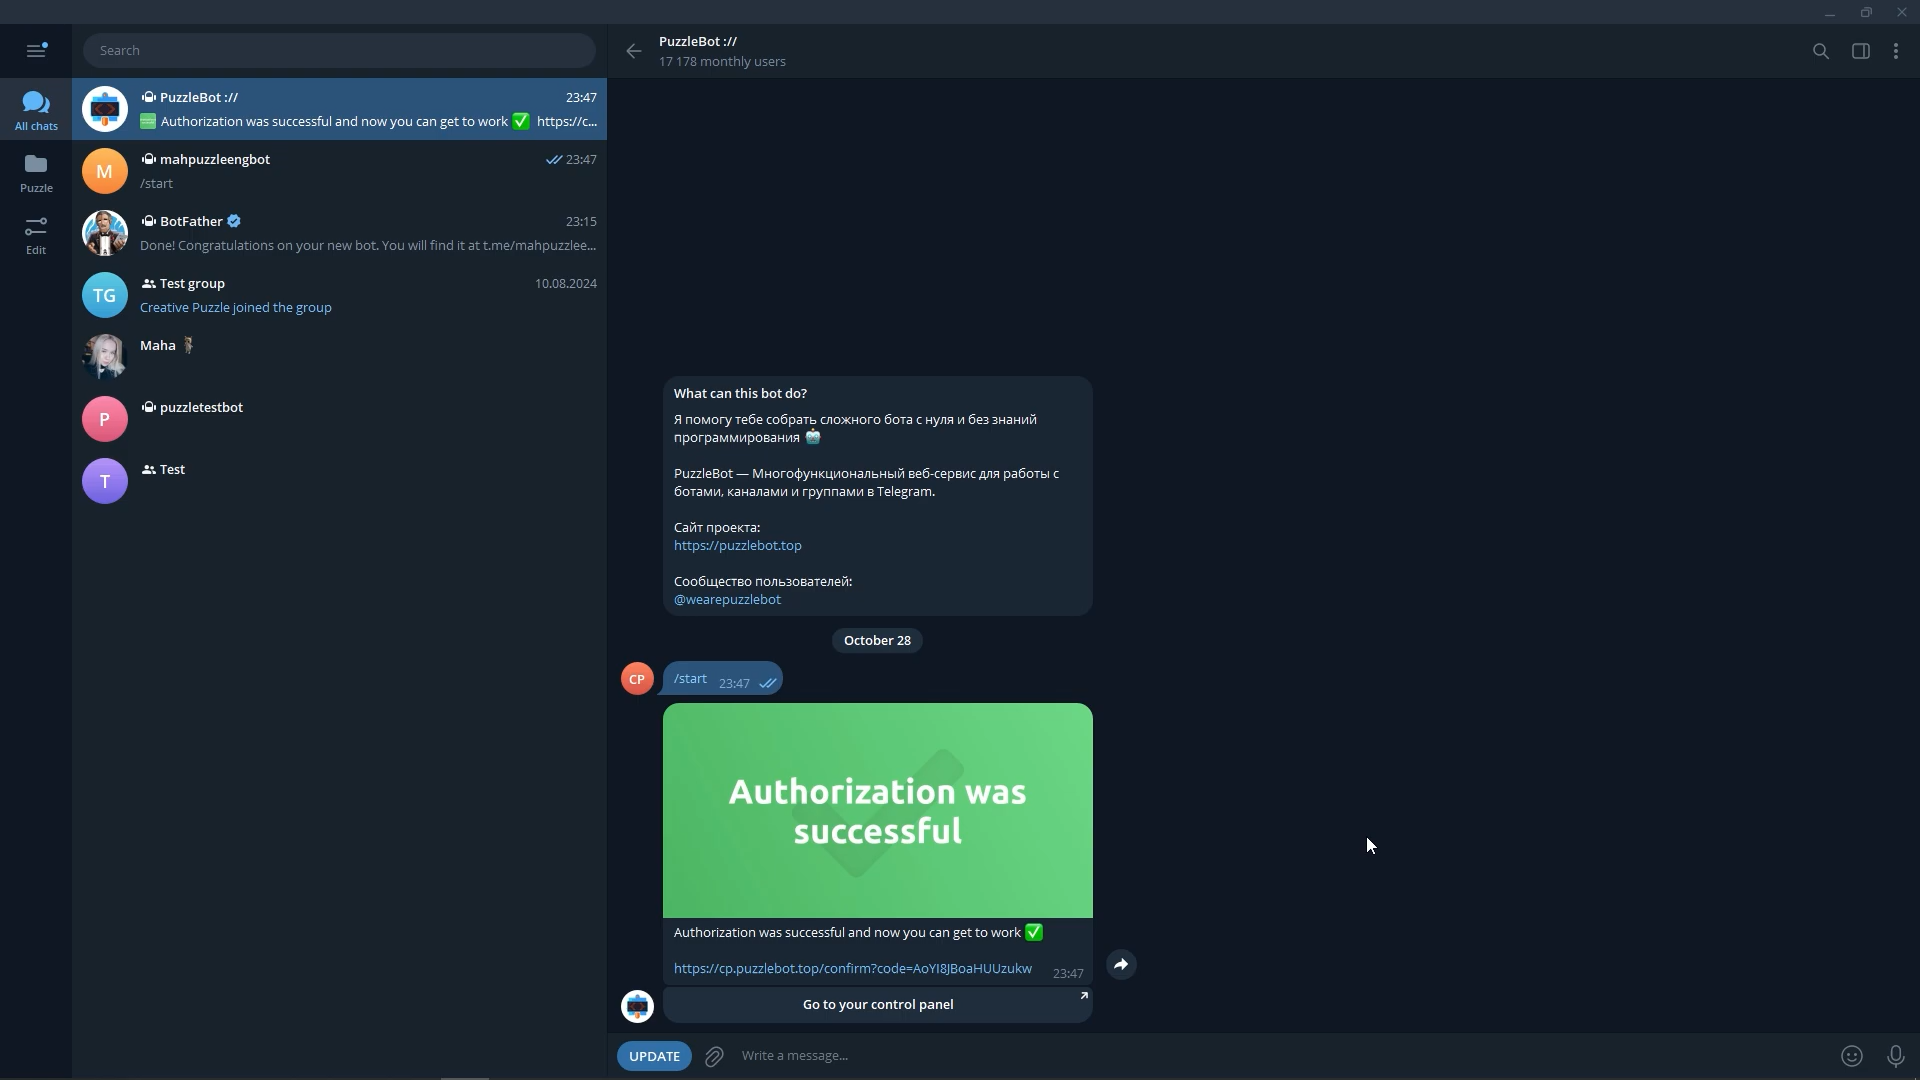 Search
All chats
Puzzle
Edit
PuzzleBot ://
23:47
Authorization was successful and now you can get to work ✅ https://c...
M
mahpuzzleengbot
23:47
/start
BotFather
23:15
Done! Congratulations on your new bot. You will find it at t.me/mahpuzzlee...
TG
Test group
10.08.2024
Creative Puzzle joined the group
Maha
P
puzzletestbot
T
Test
PuzzleBot ://
17 178 monthly users
What can this bot do?
Я помогу тебе собрать сложного бота с нуля и без знаний
программирования 🤖
PuzzleBot — Многофункциональный веб-сервис для работы с
ботами, каналами и группами в Telegram.
Сайт проекта:
https://puzzlebot.top
Сообщество пользователей:
@wearepuzzlebot
October 28
CP
/start 23:47
Authorization was
successful
Authorization was successful and now you can get to work ✅
https://cp.puzzlebot.top/confirm?code=AoYI8JBoaHUUzukw 23:47
Go to your control panel
UPDATE
Write a message...